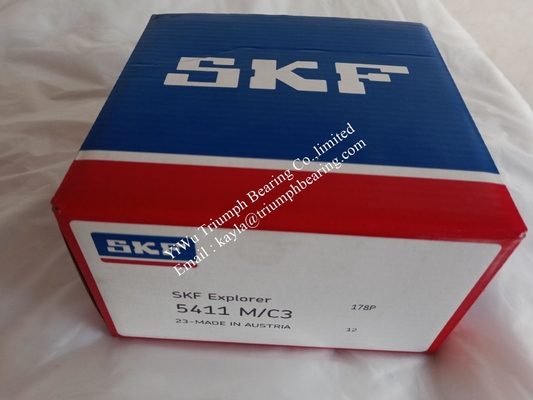 SKF
YiWu Triumph Bearing Co.,limited
Email : kayla@triumphbearing.com
SKF
SKF Explorer
178P
5411 M/C3
23-MADE IN AUSTRIA
12